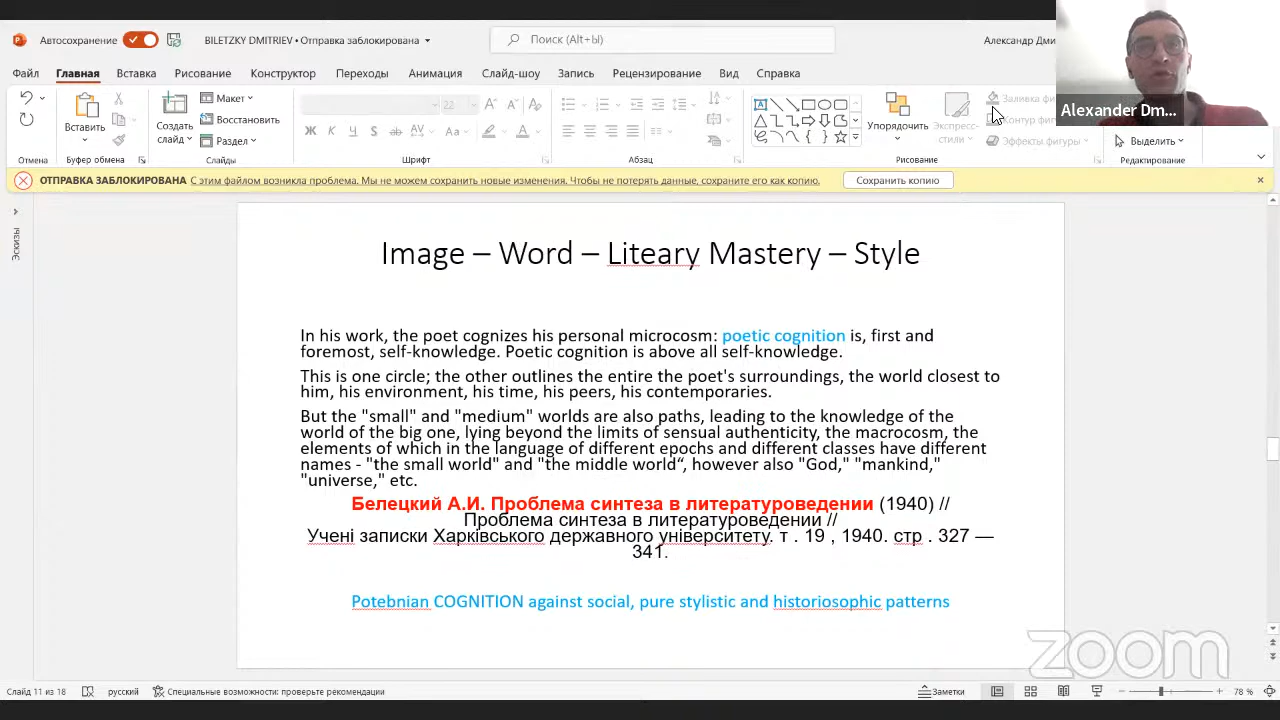 Автосохранение
BILETZKY DMITRIEV • Отправка заблокирована
Поиск (Alt+Ы)
Александр Дми
Файл Главная Вставка Рисование Конструктор Переходы Анимация Слайд-шоу Запись Рецензирование Вид Справка
Alexander Dm...
Вставить
Создать слайд
Макет
Восстановить
Раздел
22
Ж К Ч S ab Aa
Упорядочить
Экспресс-стили
Заливка фи
Контур фиг
Эффекты фигуры
Выделить
Отмена Буфер обмена Слайды Шрифт Абзац Рисование Редактирование
ОТПРАВКА ЗАБЛОКИРОВАНА С этим файлом возникла проблема. Мы не можем сохранить новые изменения. Чтобы не потерять данные, сохраните его как копию. Сохранить копию
Эскизы
Image – Word – Liteary Mastery – Style
In his work, the poet cognizes his personal microcosm: poetic cognition is, first and
foremost, self-knowledge. Poetic cognition is above all self-knowledge.
This is one circle; the other outlines the entire the poet's surroundings, the world closest to
him, his environment, his time, his peers, his contemporaries.
But the "small" and "medium" worlds are also paths, leading to the knowledge of the
world of the big one, lying beyond the limits of sensual authenticity, the macrocosm, the
elements of which in the language of different epochs and different classes have different
names - "the small world" and "the middle world“, however also "God," "mankind,"
"universe," etc.
Белецкий А.И. Проблема синтеза в литературоведении (1940) //
Проблема синтеза в литературоведении //
Учені записки Харківського державного університету. т . 19 , 1940. стр . 327 —
341.
Potebnian COGNITION against social, pure stylistic and historiosophic patterns
zoom
Слайд 11 из 18 русский Специальные возможности: проверьте рекомендации Заметки 78 %